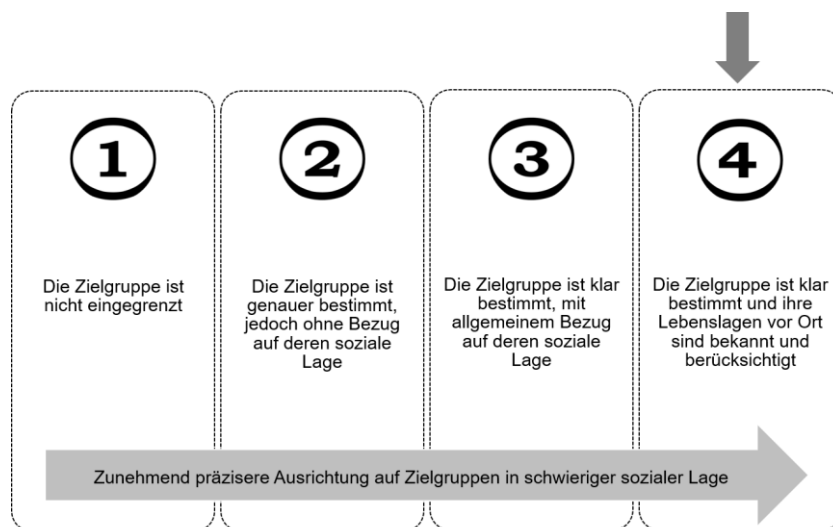 1
Die Zielgruppe ist
nicht eingegrenzt
2
Die Zielgruppe ist
genauer bestimmt,
jedoch ohne Bezug
auf deren soziale
Lage
3
Die Zielgruppe ist klar
bestimmt, mit
allgemeinem Bezug
auf deren soziale
Lage
4
Die Zielgruppe ist klar
bestimmt und ihre
Lebenslagen vor Ort
sind bekannt und
berücksichtigt
Zunehmend präzisere Ausrichtung auf Zielgruppen in schwieriger sozialer Lage